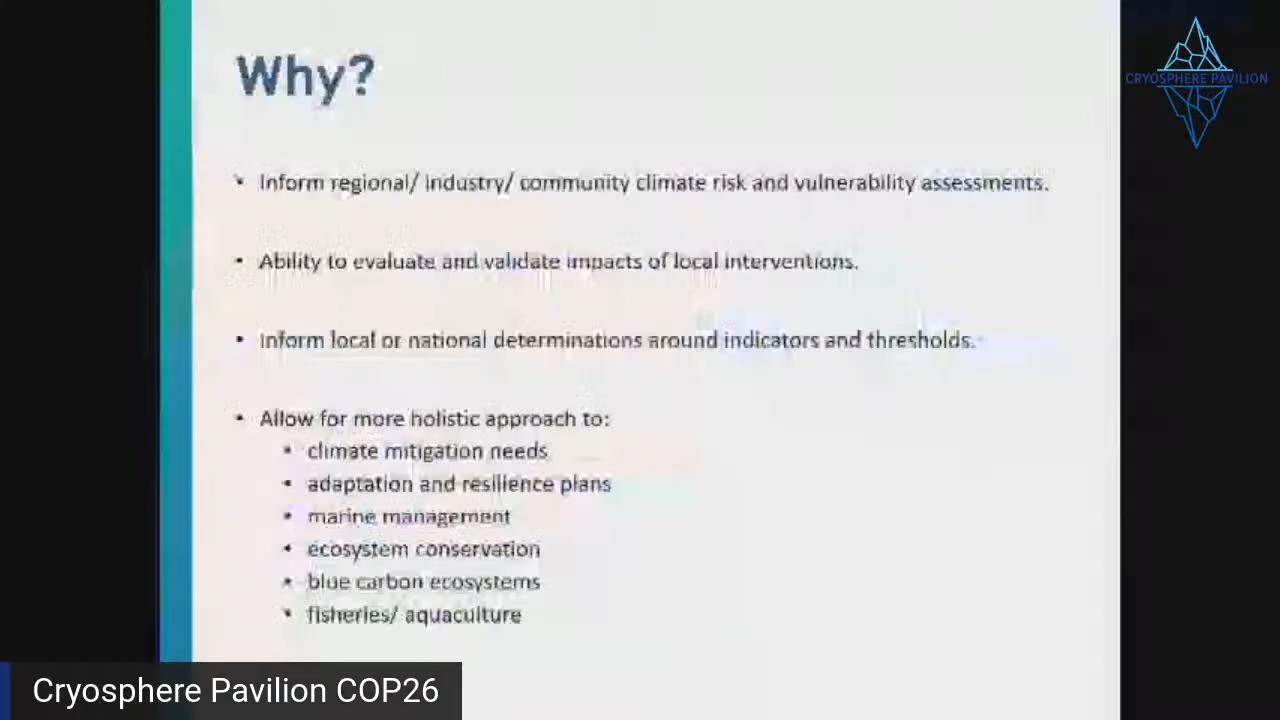 Why?
CRYOSPHERE PAVILION
• Inform regional/ industry/ community climate risk and vulnerability assessments.
• Ability to evaluate and validate impacts of local interventions.
• Inform local or national determinations around indicators and thresholds.
• Allow for more holistic approach to:
• climate mitigation needs
• adaptation and resilience plans
• marine management
• ecosystem conservation
• blue carbon ecosystems
• fisheries/ aquaculture
Cryosphere Pavilion COP26